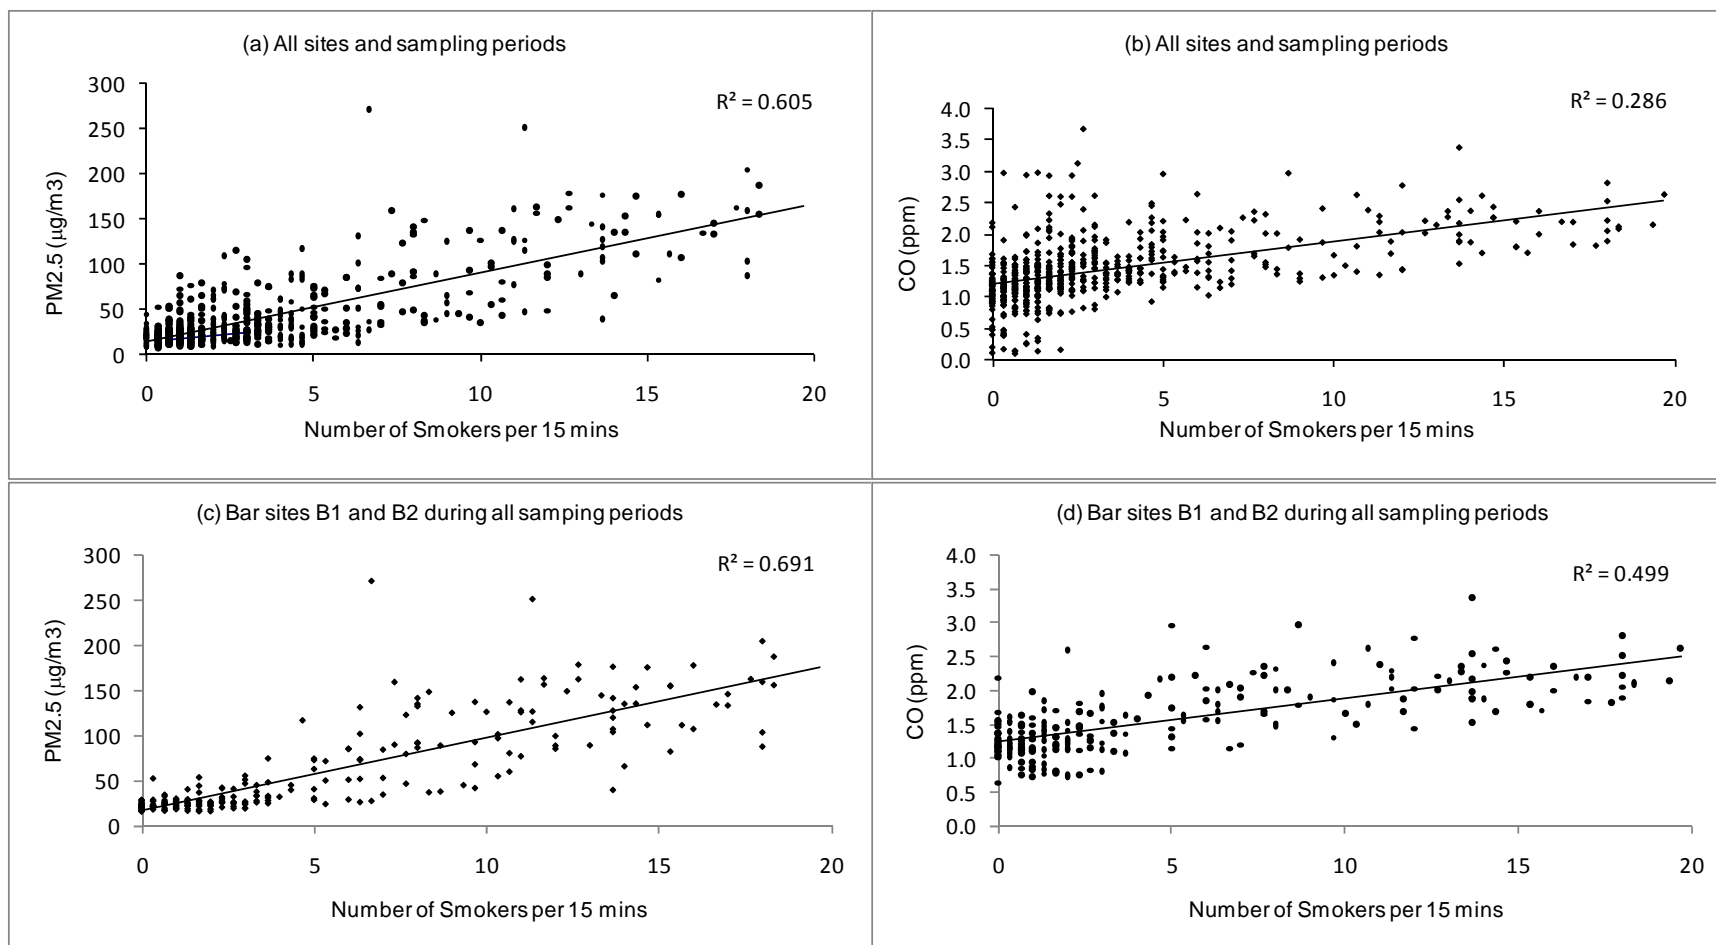 (a) All sites and sampling periods
R² = 0.605
300
250
200
150
100
50
0
PM2.5 (µg/m3)
0 5 10 15 20
Number of Smokers per 15 mins
(b) All sites and sampling periods
R² = 0.286
4.0
3.5
3.0
2.5
2.0
1.5
1.0
0.5
0.0
CO (ppm)
0 5 10 15 20
Number of Smokers per 15 mins
(c) Bar sites B1 and B2 during all samping periods
R² = 0.691
300
250
200
150
100
50
0
PM2.5 (µg/m3)
0 5 10 15 20
Number of Smokers per 15 mins
(d) Bar sites B1 and B2 during all sampling periods
R² = 0.499
4.0
3.5
3.0
2.5
2.0
1.5
1.0
0.5
0.0
CO (ppm)
0 5 10 15 20
Number of Smokers per 15 mins